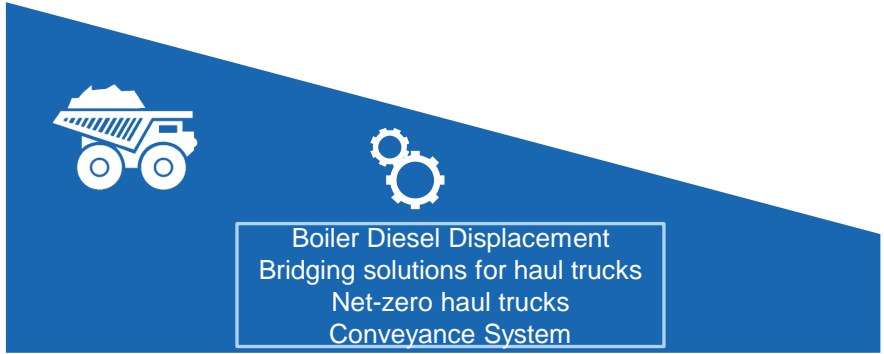 Boiler Diesel Displacement
Bridging solutions for haul trucks
Net-zero haul trucks
Conveyance System